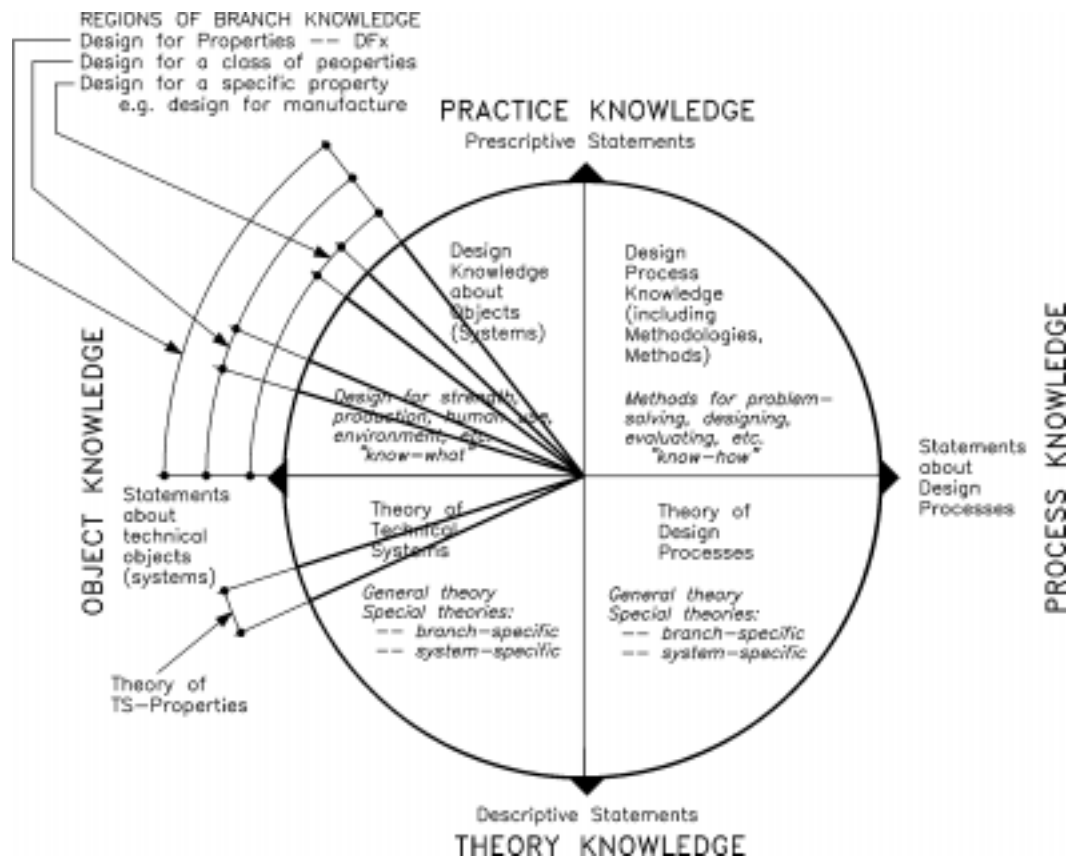 REGIONS OF BRANCH KNOWLEDGE
Design for Properties -- DFx
Design for a class of peoperties
Design for a specific property
e.g. design for manufacture
PRACTICE KNOWLEDGE
Prescriptive Statements
Design
Knowledge
about
Objects
(Systems)
Design for strength,
production, human use,
environment, etc.
"know-what"
Design
Process
Knowledge
(including
Methodologies,
Methods)
Methods for problem-
solving, designing,
evaluating, etc.
"know-how"
OBJECT KNOWLEDGE
Statements
about
technical
objects
(systems)
Statements
about
Design
Processes
PROCESS KNOWLEDGE
Theory of
Technical
Systems
General theory
Special theories:
-- branch-specific
-- system-specific
Theory of
Design
Processes
General theory
Special theories:
-- branch-specific
-- system-specific
Theory of
TS-Properties
Descriptive Statements
THEORY KNOWLEDGE